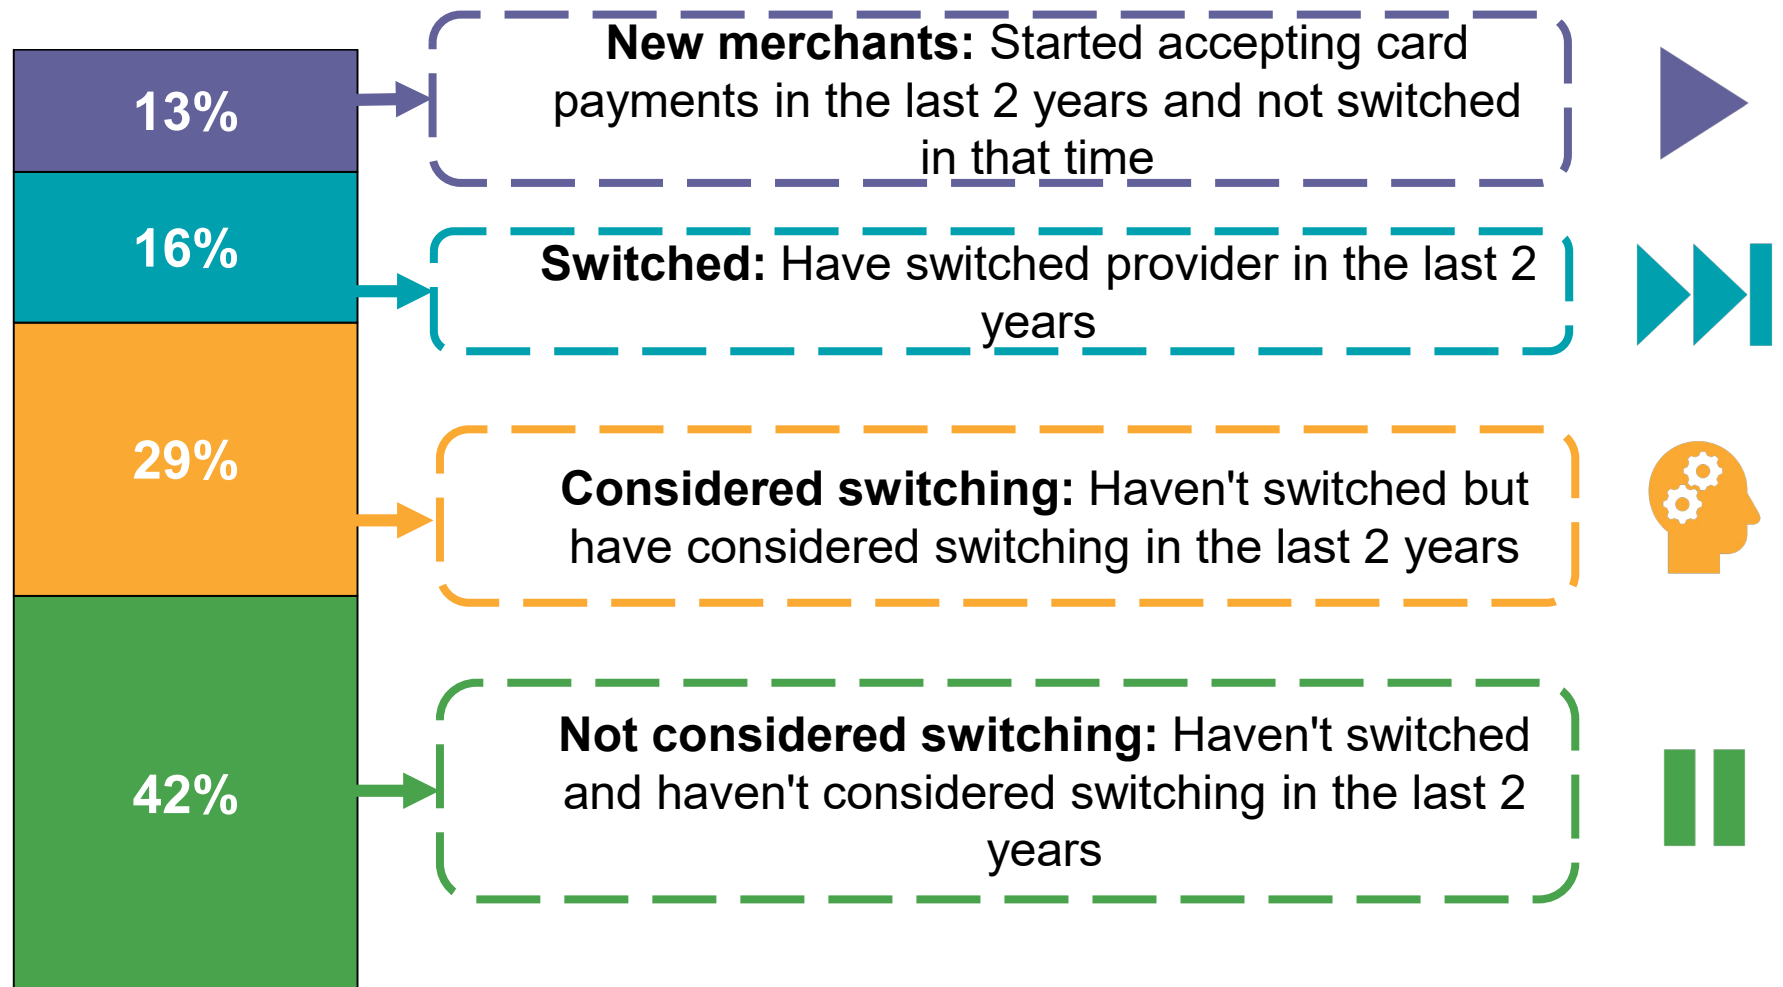 13%
New merchants: Started accepting card
payments in the last 2 years and not switched
in that time
16%
Switched: Have switched provider in the last 2
years
29%
Considered switching: Haven't switched but
have considered switching in the last 2 years
42%
Not considered switching: Haven't switched
and haven't considered switching in the last 2
years